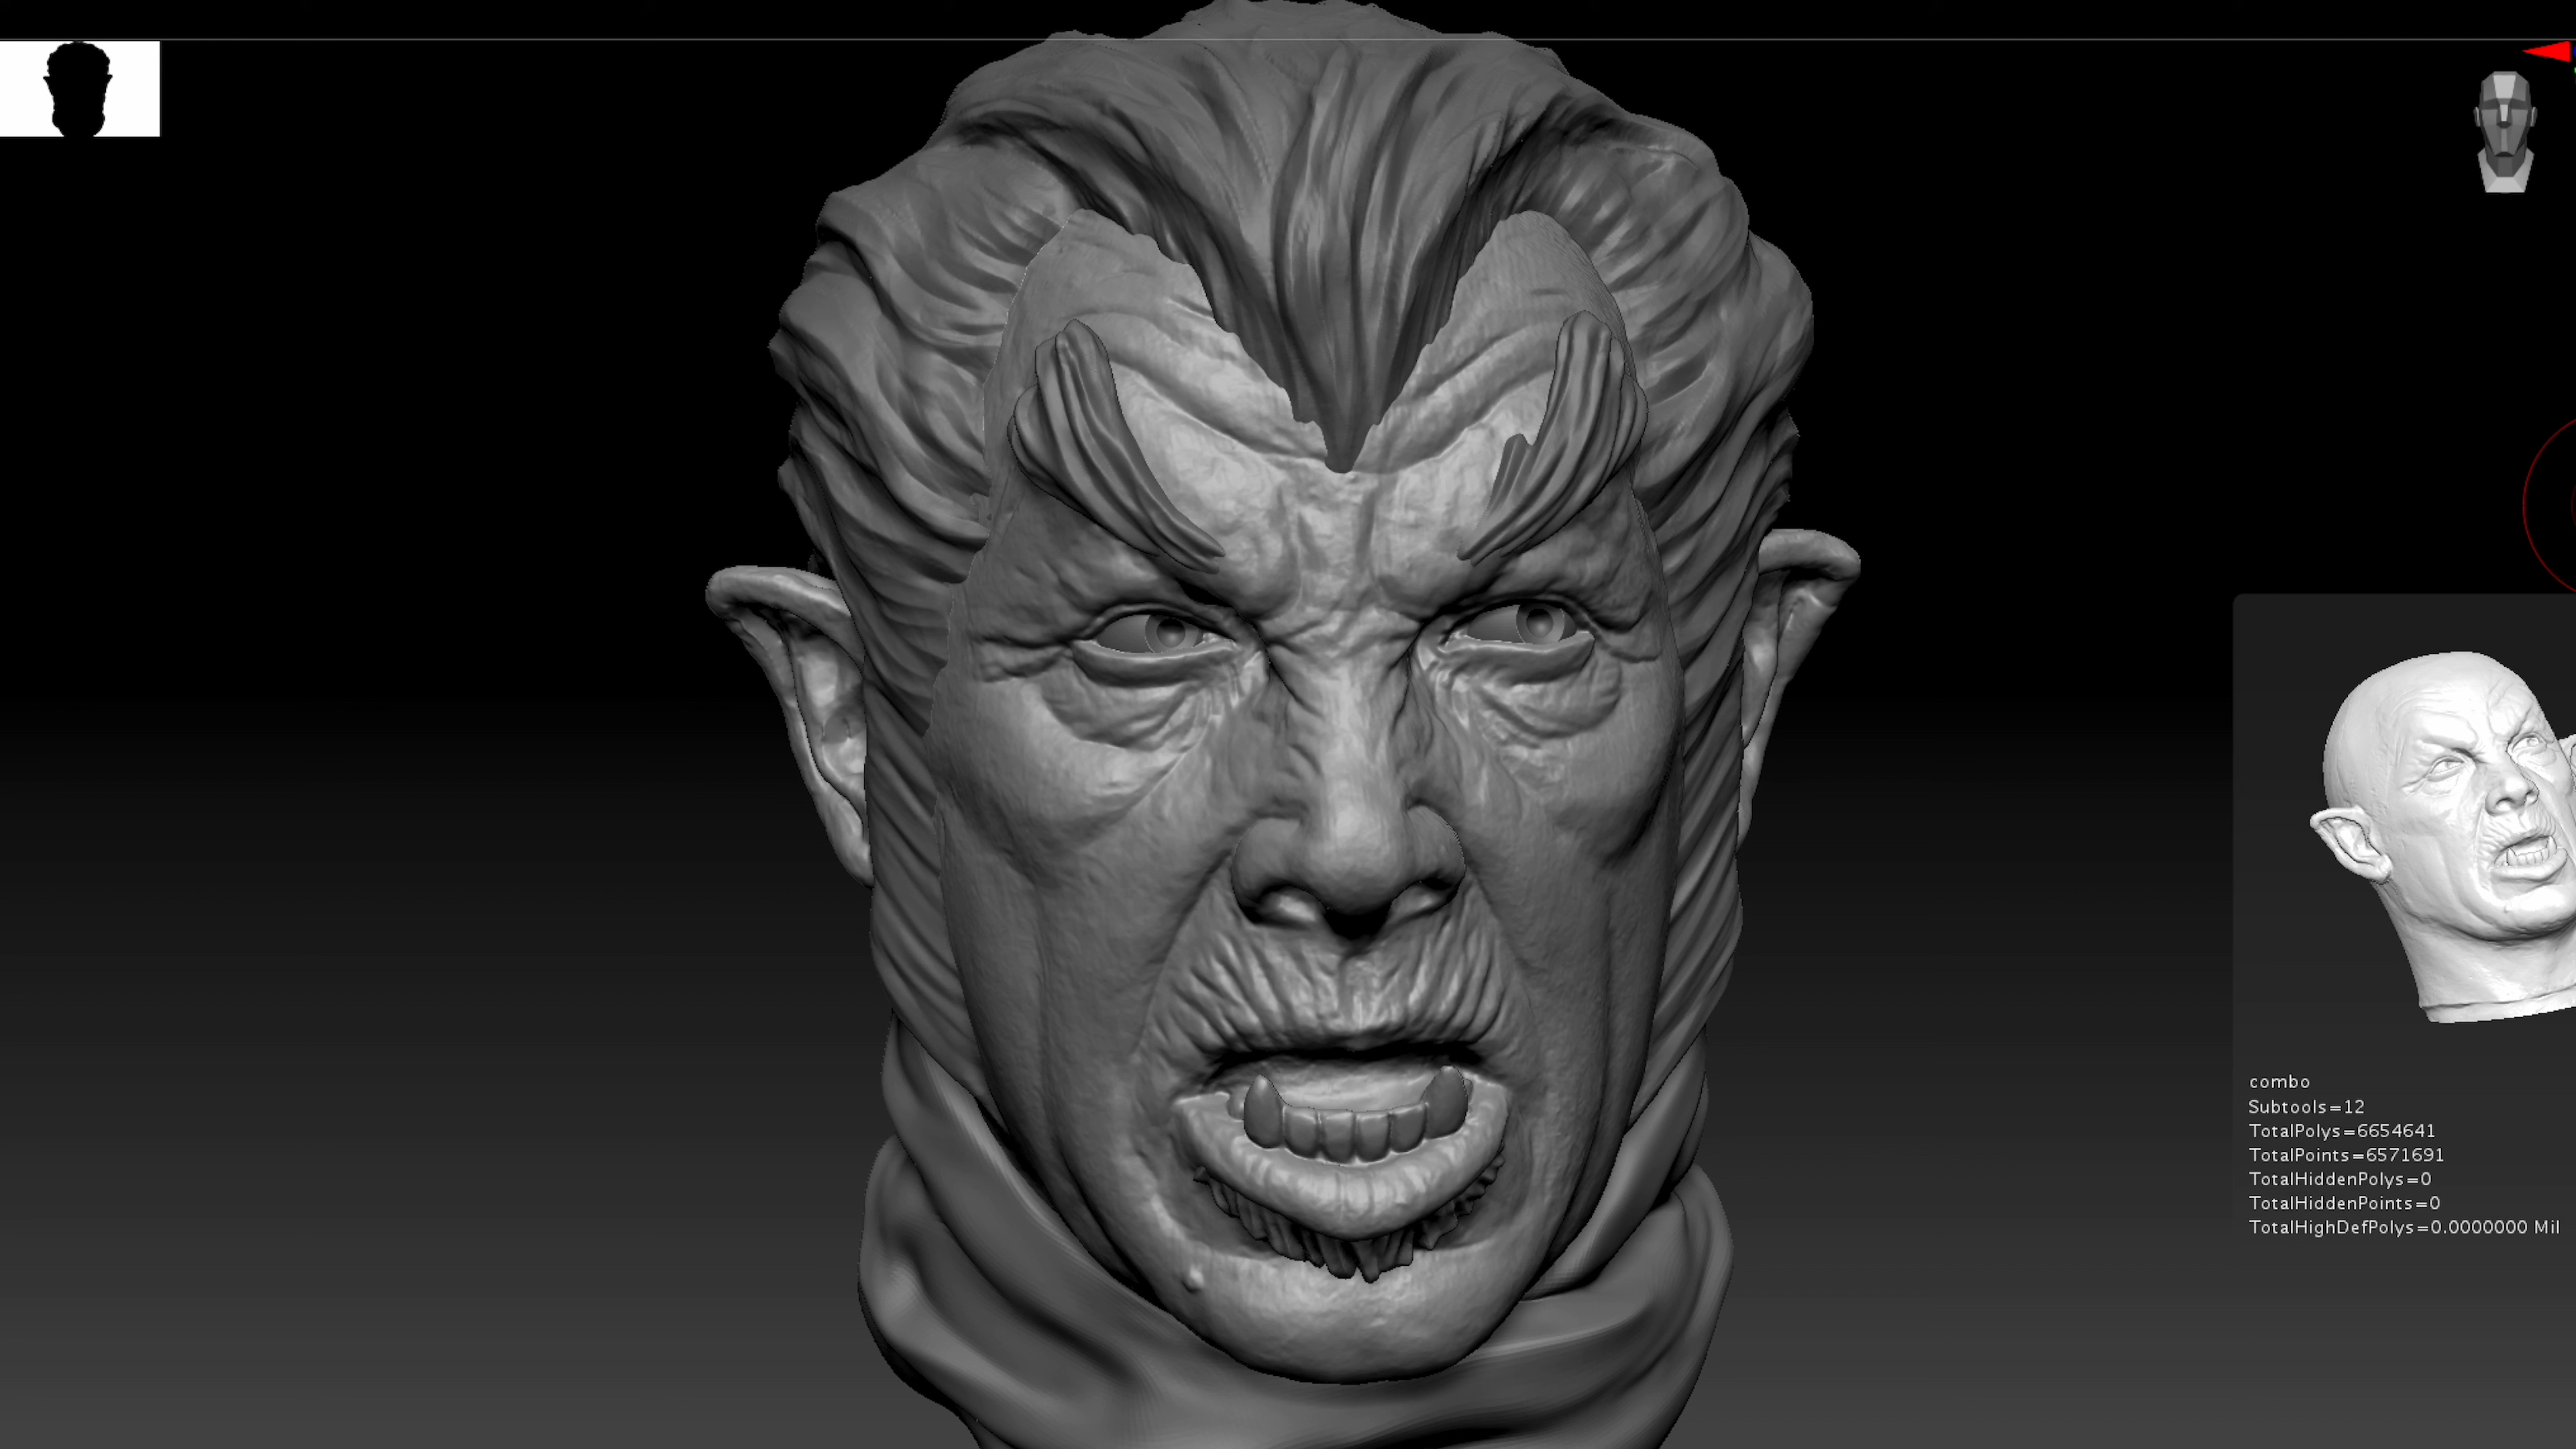 combo
Subtools=12
TotalPolys=6654641
TotalPoints=6571691
TotalHiddenPolys=0
TotalHiddenPoints=0
TotalHighDefPolys=0.0000000 Mil